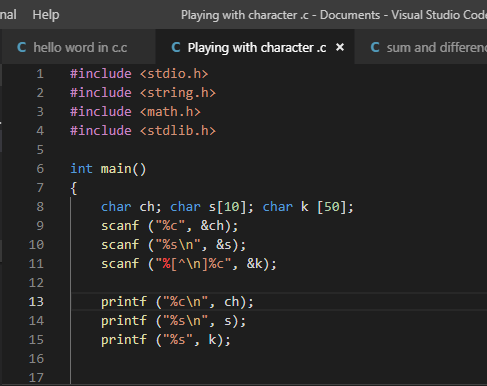 nal Help Playing with character .c - Documents - Visual Studio Code
C hello word in c.c C Playing with character .c × C sum and differenc
1 #include <stdio.h>
2 #include <string.h>
3 #include <math.h>
4 #include <stdlib.h>
5
6 int main()
7 {
8 char ch; char s[10]; char k [50];
9 scanf ("%c", &ch);
10 scanf ("%s\n", &s);
11 scanf ("%[^\n]%c", &k);
12
13 printf ("%c\n", ch);
14 printf ("%s\n", s);
15 printf ("%s", k);
16
17